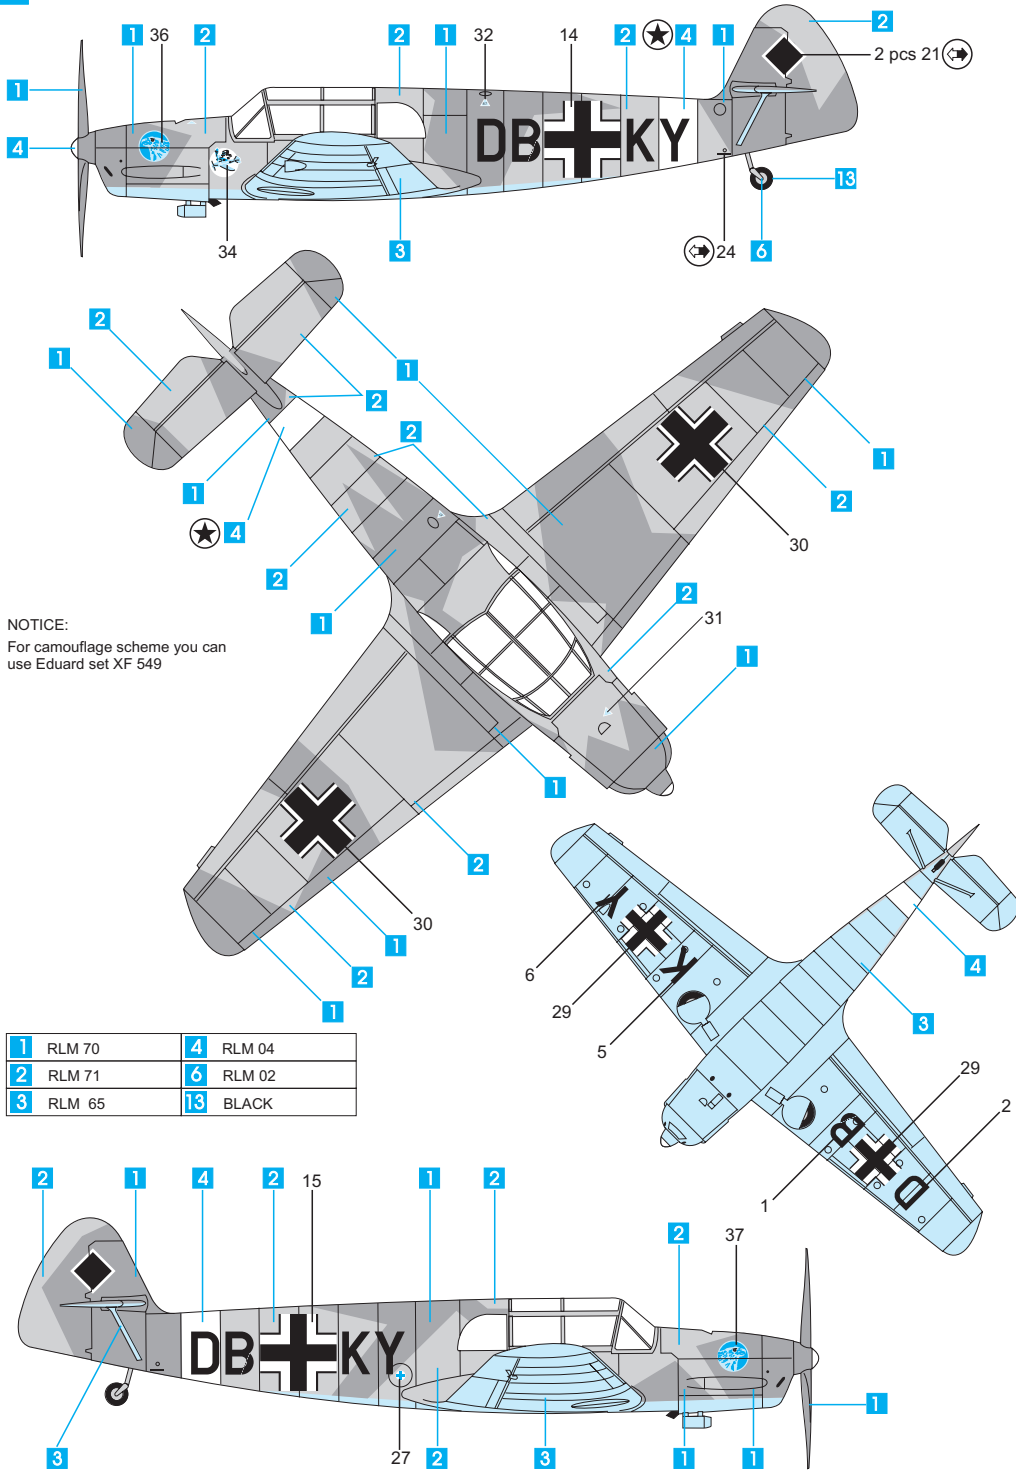 1 36 2 2 1 32 14 2 4 1 2
2 pcs 21
1
4
DB KY
13
34 3 24 6
2
1
1
2
2
1
2
1
4
2
30
2
1
2
31
1
NOTICE:
For camouflage scheme you can
use Eduard set XF 549
1
2
30
1
2
1
Y
K
6
29
5
4
3
29
2
B
D
1
1 RLM 70 4 RLM 04
2 RLM 71 6 RLM 02
3 RLM 65 13 BLACK
2 1 4 2 15 1 2
2 37
DB KY
1
3 27 2 3 1 1